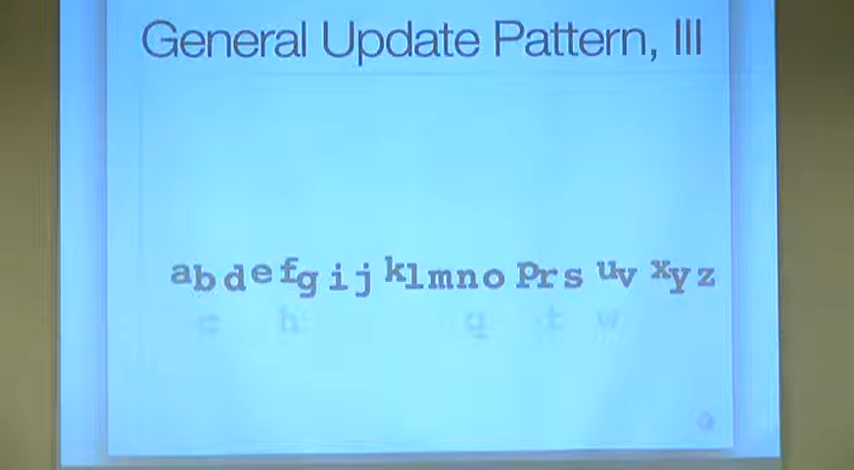 General Update Pattern, III
abdefgijklmnoprsuvxyz
c h q t w